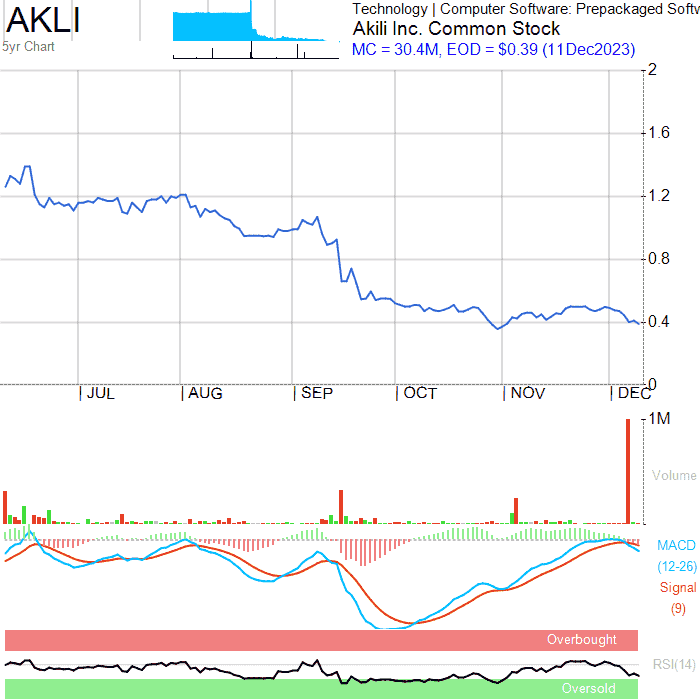 AKLI
5yr Chart
Technology | Computer Software: Prepackaged Softw
Akili Inc. Common Stock
MC = 30.4M, EOD = $0.39 (11Dec2023)
2
1.6
1.2
0.8
0.4
0
| JUL | AUG | SEP | OCT | NOV | DEC
1M
Volume
MACD
(12-26)
Signal
(9)
Overbought
RSI(14)
Oversold